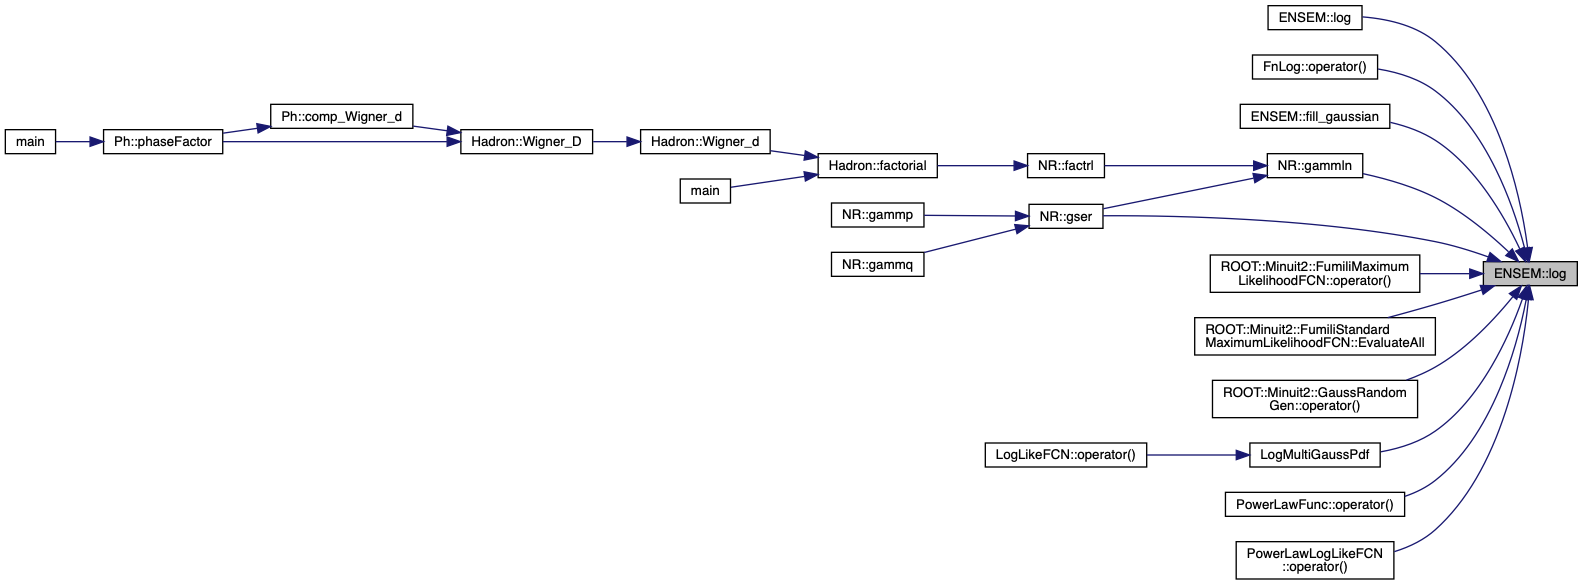 ENSEM::log
FnLog::operator()
ENSEM::fill_gaussian
Ph::comp_Wigner_d
main
Ph::phaseFactor
Hadron::Wigner_D
Hadron::Wigner_d
Hadron::factorial
NR::factrl
NR::gammln
main
NR::gammp
NR::gser
NR::gammq
ROOT::Minuit2::FumiliMaximum
LikelihoodFCN::operator()
ENSEM::log
ROOT::Minuit2::FumiliStandard
MaximumLikelihoodFCN::EvaluateAll
ROOT::Minuit2::GaussRandom
Gen::operator()
LogLikeFCN::operator()
LogMultiGaussPdf
PowerLawFunc::operator()
PowerLawLogLikeFCN
::operator()